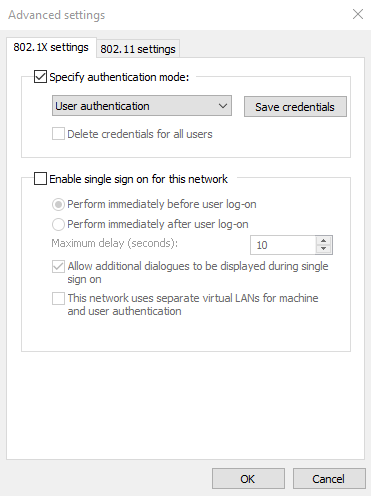 Advanced settings
802.1X settings
802.11 settings
Specify authentication mode:
User authentication
Save credentials
Delete credentials for all users
Enable single sign on for this network
Perform immediately before user log-on
Perform immediately after user log-on
Maximum delay (seconds):
10
Allow additional dialogues to be displayed during single
sign on
This network uses separate virtual LANs for machine
and user authentication
OK
Cancel